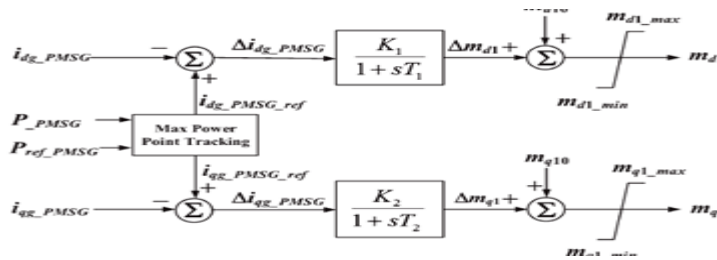 m_d1_max
i_dg_PMSG
−
Σ
+
Δi_dg_PMSG
K_1
1 + sT_1
Δm_d1 +
+
Σ
m_d
m_d1_min
i_dg_PMSG_ref
P_PMSG
P_ref_PMSG
Max Power
Point Tracking
i_qg_PMSG_ref
m_q10
m_q1_max
i_qg_PMSG
−
+
Σ
Δi_qg_PMSG
K_2
1 + sT_2
Δm_q1 +
+
Σ
m_q